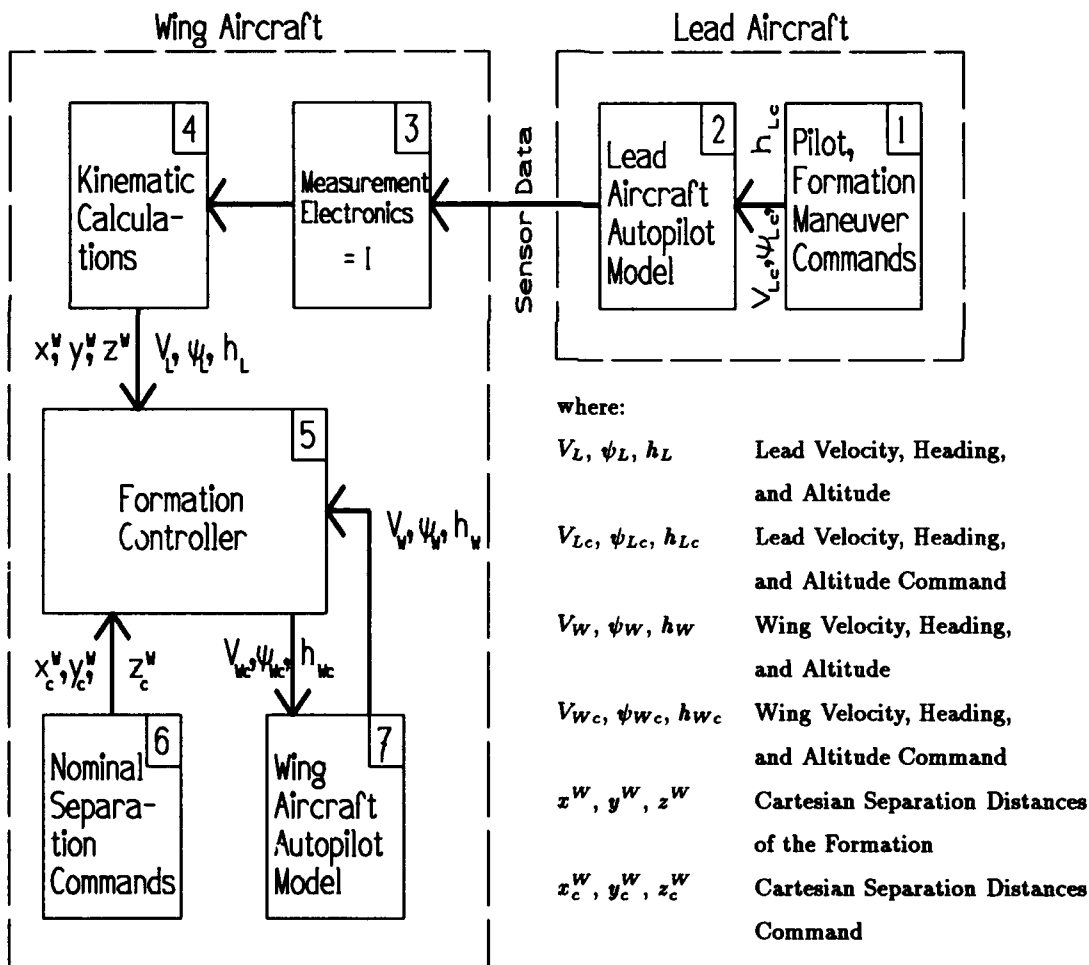 Wing Aircraft
Lead Aircraft
4
Kinematic
Calcula-
tions
3
Measurement
Electronics
= I
Sensor Data
2
Lead
Aircraft
Autopilot
Model
h_Lc
V_Lc, ψ_Lc,
1
Pilot,
Formation
Maneuver
Commands
x^W, y^W, z^W
V_L, ψ_L, h_L
5
Formation
Controller
V_W, ψ_W, h_W
x_c^W, y_c^W, z_c^W
V_Wc, ψ_Wc, h_Wc
6
Nominal
Separa-
tion
Commands
7
Wing
Aircraft
Autopilot
Model
where:
V_L, ψ_L, h_L Lead Velocity, Heading,
and Altitude
V_Lc, ψ_Lc, h_Lc Lead Velocity, Heading,
and Altitude Command
V_W, ψ_W, h_W Wing Velocity, Heading,
and Altitude
V_Wc, ψ_Wc, h_Wc Wing Velocity, Heading,
and Altitude Command
x^W, y^W, z^W Cartesian Separation Distances
of the Formation
x_c^W, y_c^W, z_c^W Cartesian Separation Distances
Command